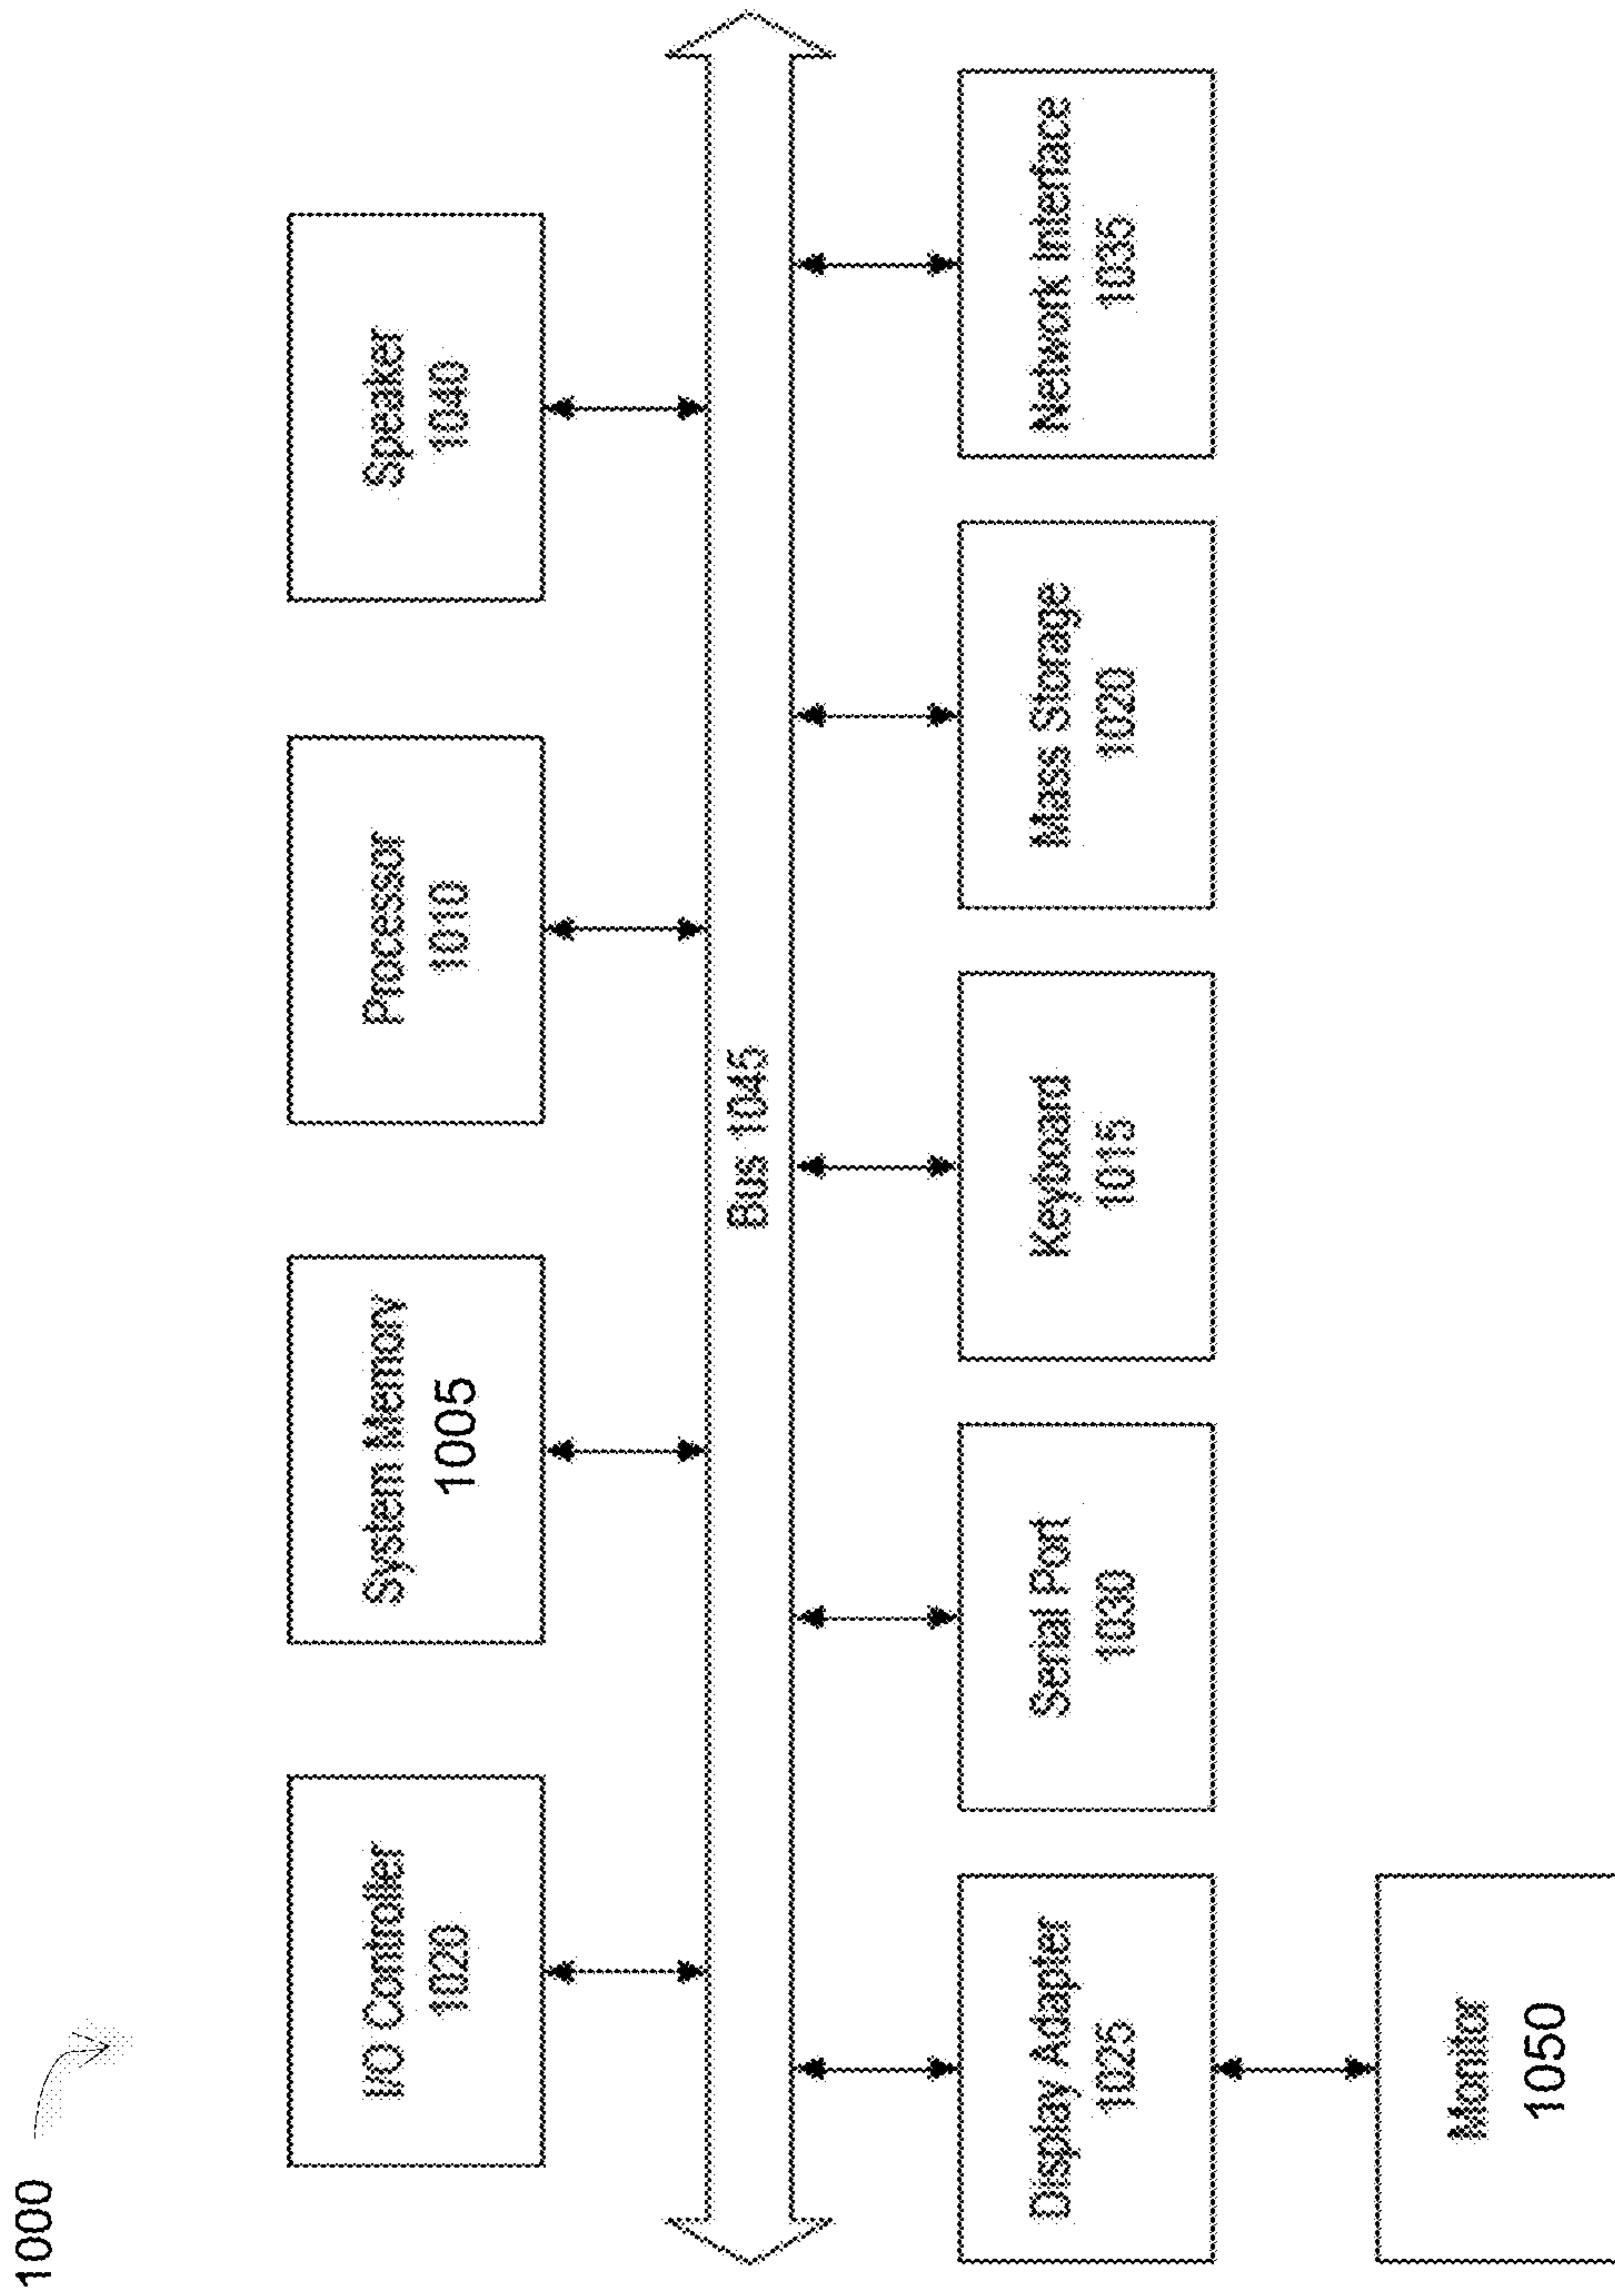 1000
I/O Controller
1020
System Memory
1005
Processor
1010
Speaker
1040
Bus 1045
Display Adapter
1025
Serial Port
1030
Keyboard
1015
Mass Storage
1020
Network Interface
1035
Monitor
1050